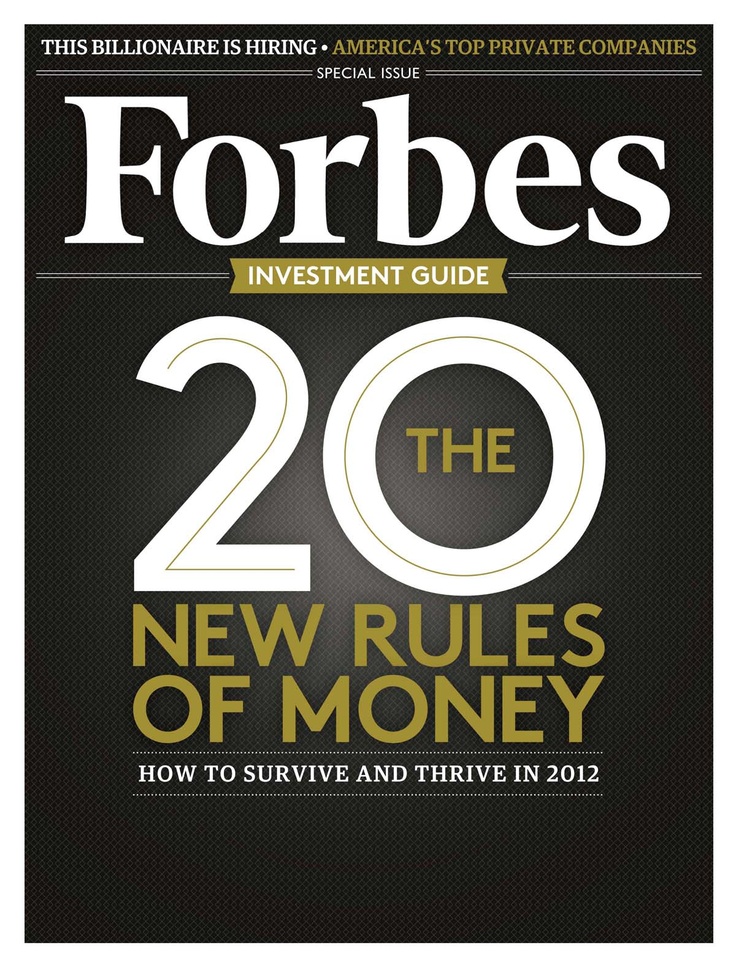 THIS BILLIONAIRE IS HIRING • AMERICA'S TOP PRIVATE COMPANIES
SPECIAL ISSUE
Forbes
INVESTMENT GUIDE
THE
20
NEW RULES
OF MONEY
HOW TO SURVIVE AND THRIVE IN 2012